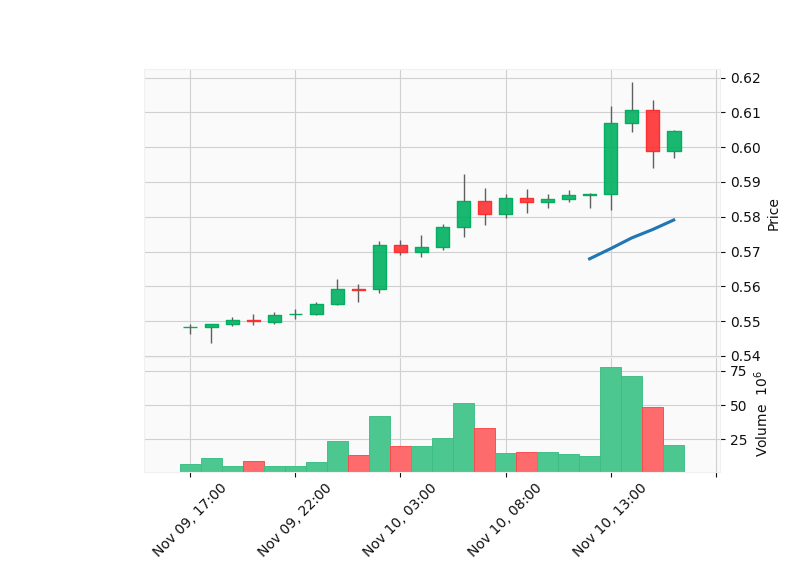 0.62
0.61
0.60
0.59
0.58
0.57
0.56
0.55
0.54
Price
75
50
25
Volume 10⁶
Nov 09, 17:00
Nov 09, 22:00
Nov 10, 03:00
Nov 10, 08:00
Nov 10, 13:00